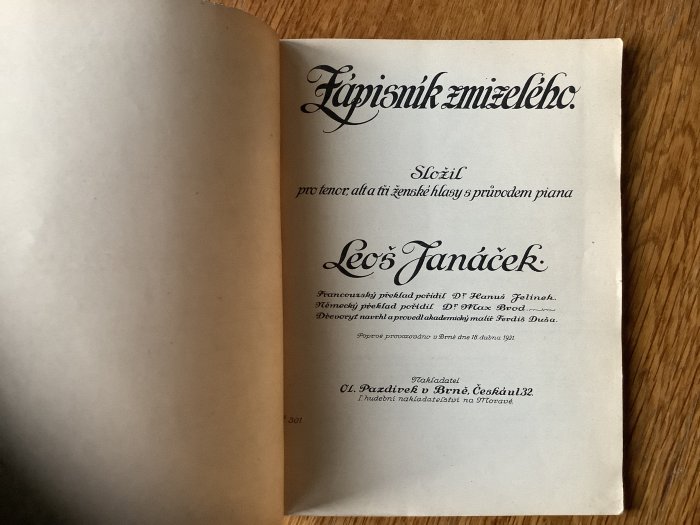 Zápisník zmizelého.
Složil
pro tenor, alt a tři ženské hlasy s průvodem piana
Leoš Janáček.
Francouzský překlad pořídil Dr Hanuš Jelínek.
Německý překlad pořídil Dr Max Brod
Dřevoryt navrhl a provedl akademický malíř Ferdiš Duša.
Poprvé provozováno v Brně dne 18. dubna 1921.
Nakladatel
Ol. Pazdírek v Brně, Česká ul 32.
I. hudební nakladatelství na Moravě.
301